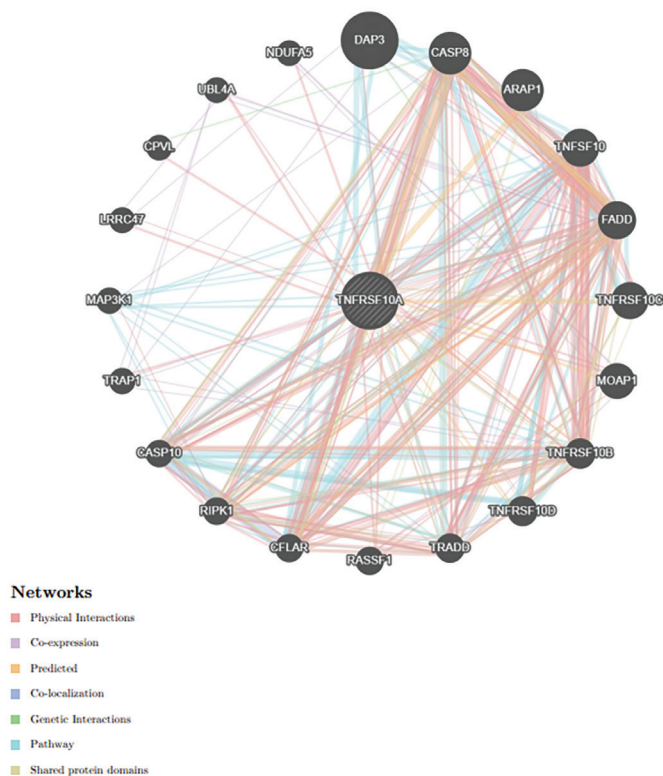 DAP3
NDUFA5
CASP8
UBL4A
ARAP1
CPVL
TNFSF10
LRRC47
FADD
MAP3K1
TNFRSF10A
TNFRSF10C
TRAP1
MOAP1
CASP10
TNFRSF10B
RIPK1
TNFRSF10D
CFLAR
TRADD
RASSF1
Networks
Physical Interactions
Co-expression
Predicted
Co-localization
Genetic Interactions
Pathway
Shared protein domains